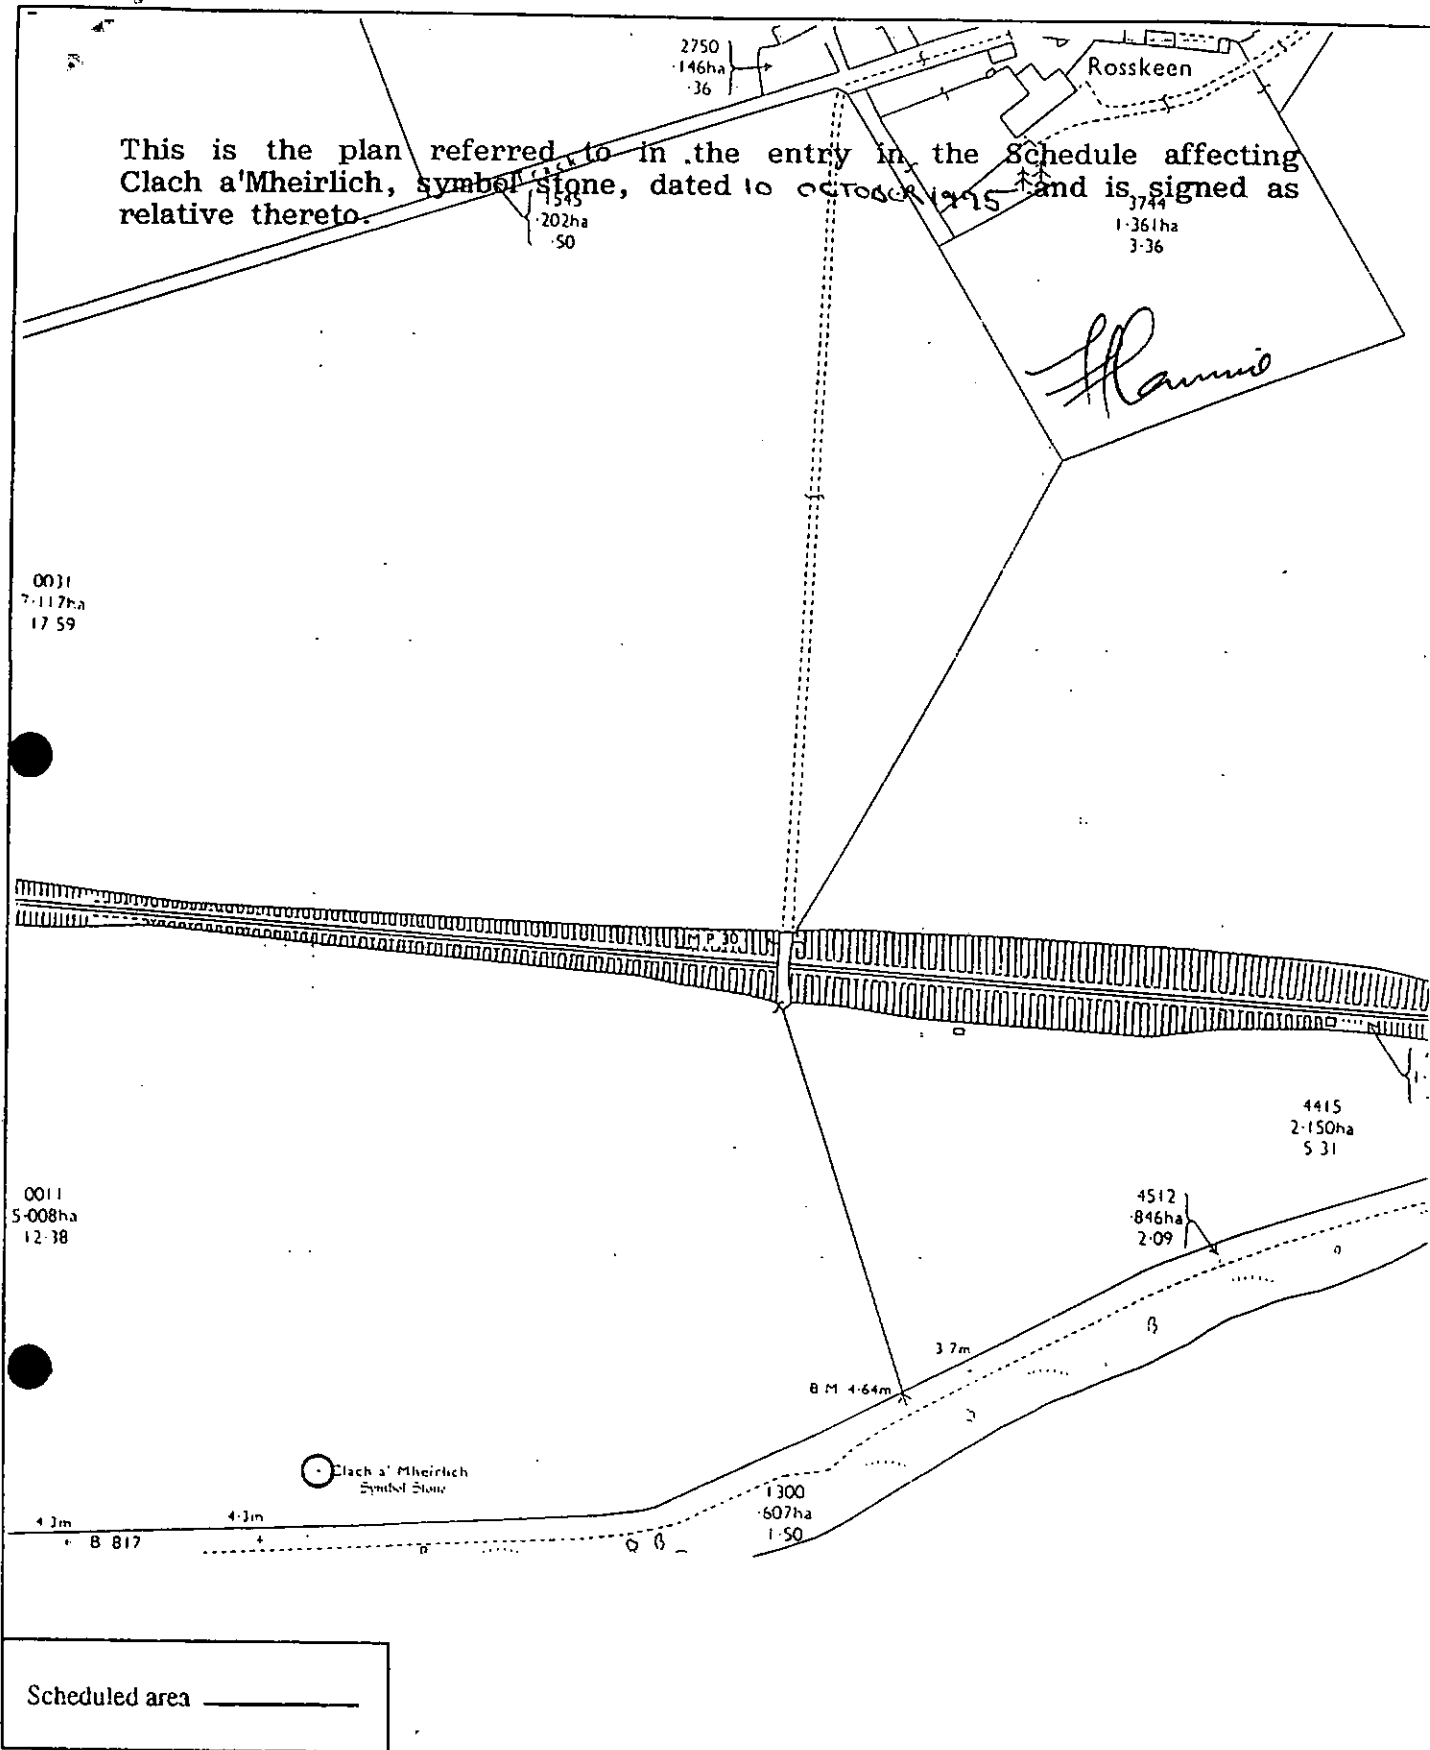 2750
·146ha
·36
Rosskeen
This is the plan referred to in the entry in the Schedule affecting
Clach a'Mheirlich, symbol stone, dated 10 OCTOBER 1995 and is signed as
relative thereto.
Track
1545
·202ha
·50
3744
1·361ha
3·36
0031
7·117ha
17 59
M P 30
4415
2·150ha
5 31
0011
5·008ha
12·38
4512
·846ha
2·09
3 7m
B M 4·64m
Clach a' Mheirlich
Symbol Stone
1300
·607ha
1·50
4 3m
4·3m
B 817
Scheduled area